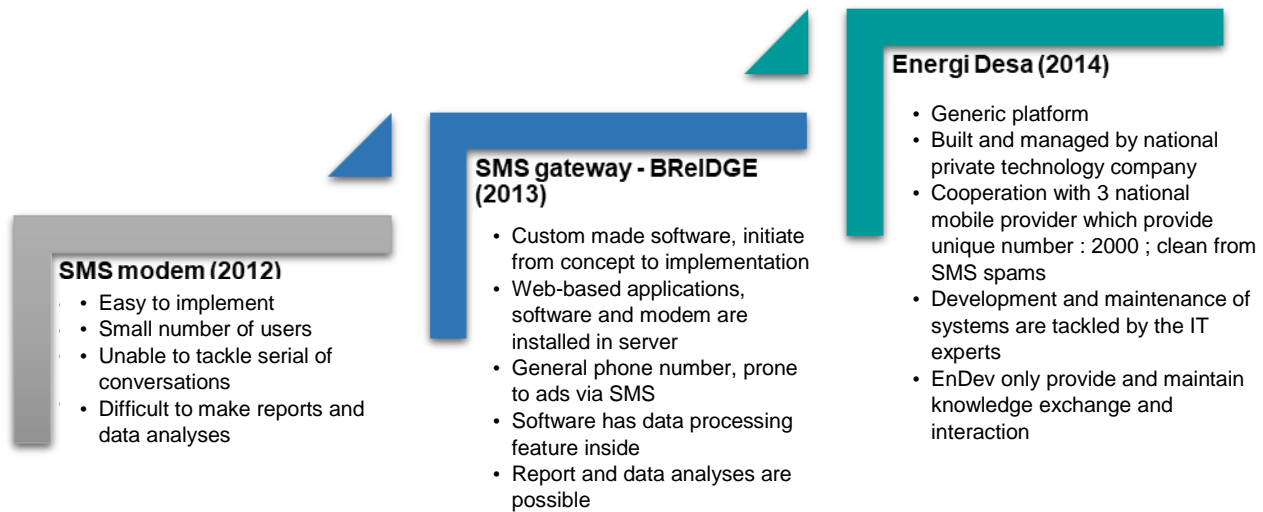 SMS modem (2012)
• Easy to implement
• Small number of users
• Unable to tackle serial of
conversations
• Difficult to make reports and
data analyses
SMS gateway - BReIDGE
(2013)
• Custom made software, initiate
from concept to implementation
• Web-based applications,
software and modem are
installed in server
• General phone number, prone
to ads via SMS
• Software has data processing
feature inside
• Report and data analyses are
possible
Energi Desa (2014)
• Generic platform
• Built and managed by national
private technology company
• Cooperation with 3 national
mobile provider which provide
unique number : 2000 ; clean from
SMS spams
• Development and maintenance of
systems are tackled by the IT
experts
• EnDev only provide and maintain
knowledge exchange and
interaction